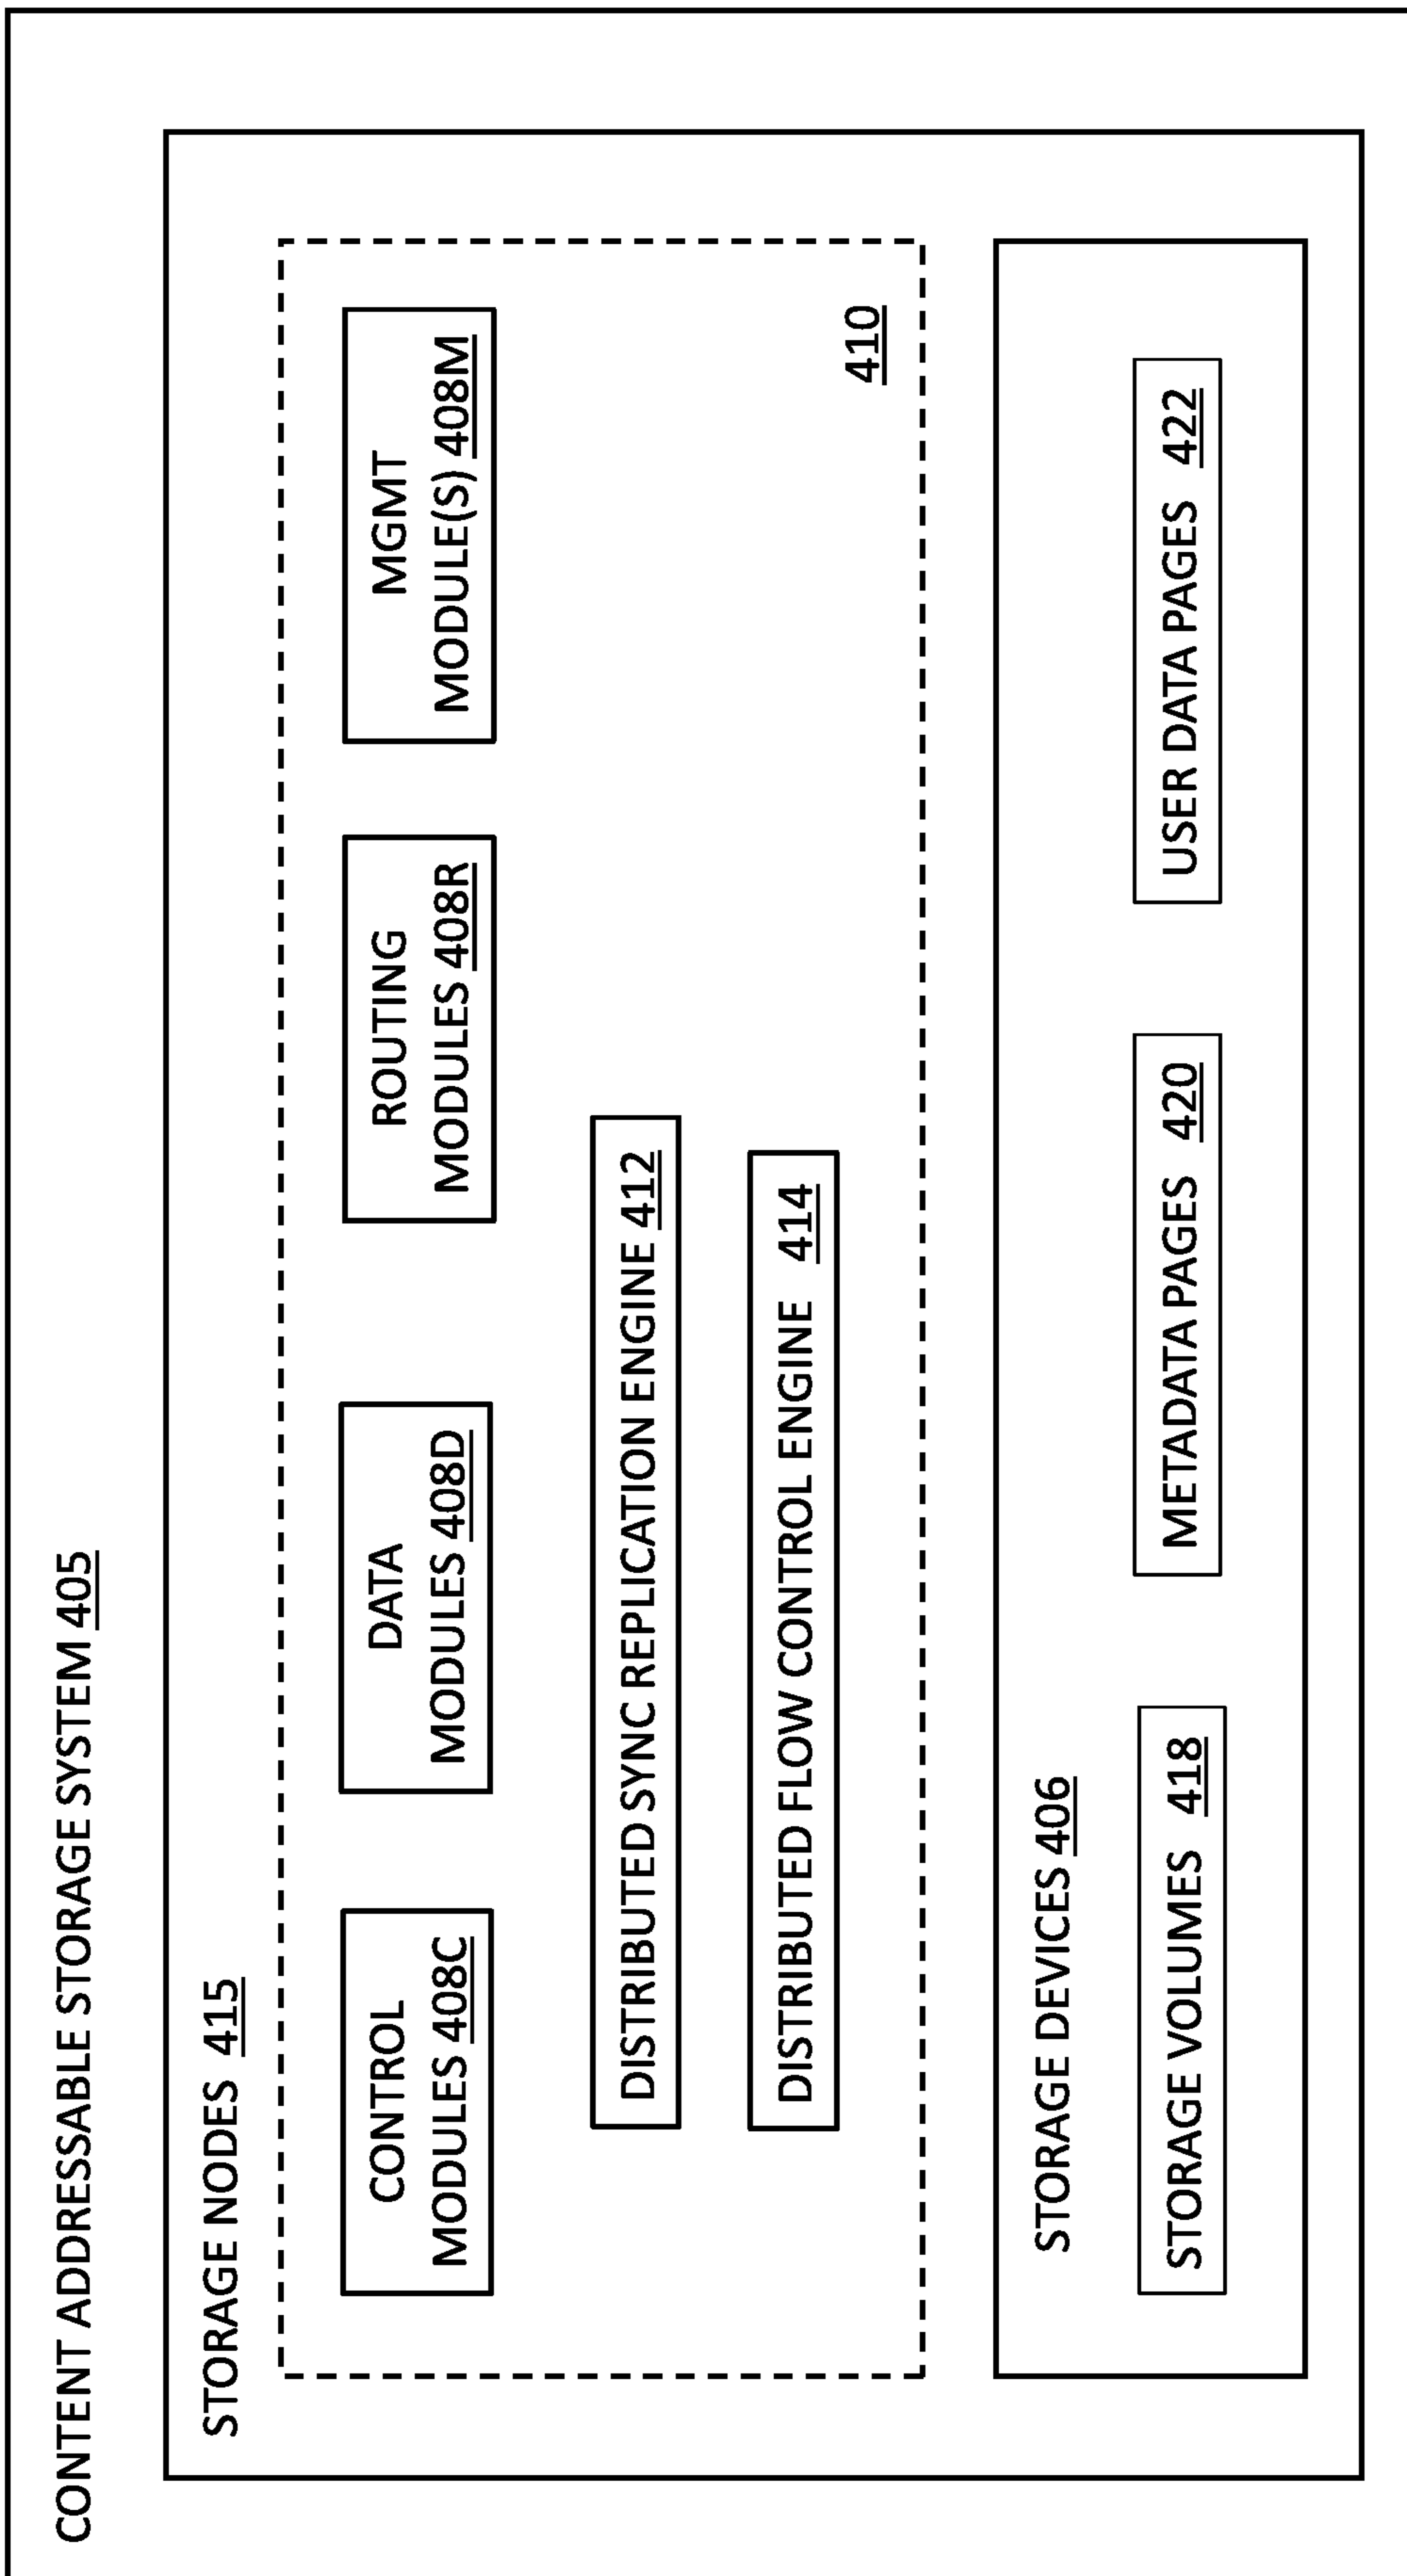 CONTENT ADDRESSABLE STORAGE SYSTEM 405
STORAGE NODES 415
CONTROL
MODULES 408C
DATA
MODULES 408D
ROUTING
MODULES 408R
MGMT
MODULE(S) 408M
DISTRIBUTED SYNC REPLICATION ENGINE 412
DISTRIBUTED FLOW CONTROL ENGINE 414
410
STORAGE DEVICES 406
STORAGE VOLUMES 418
METADATA PAGES 420
USER DATA PAGES 422